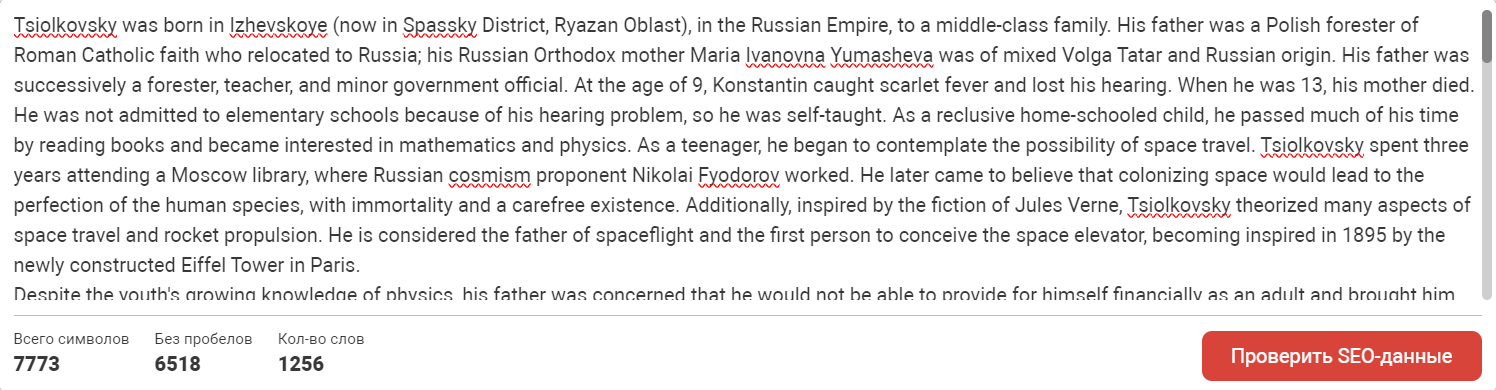 Tsiolkovsky was born in Izhevskoye (now in Spassky District, Ryazan Oblast), in the Russian Empire, to a middle-class family. His father was a Polish forester of
Roman Catholic faith who relocated to Russia; his Russian Orthodox mother Maria Ivanovna Yumasheva was of mixed Volga Tatar and Russian origin. His father was
successively a forester, teacher, and minor government official. At the age of 9, Konstantin caught scarlet fever and lost his hearing. When he was 13, his mother died.
He was not admitted to elementary schools because of his hearing problem, so he was self-taught. As a reclusive home-schooled child, he passed much of his time
by reading books and became interested in mathematics and physics. As a teenager, he began to contemplate the possibility of space travel. Tsiolkovsky spent three
years attending a Moscow library, where Russian cosmism proponent Nikolai Fyodorov worked. He later came to believe that colonizing space would lead to the
perfection of the human species, with immortality and a carefree existence. Additionally, inspired by the fiction of Jules Verne, Tsiolkovsky theorized many aspects of
space travel and rocket propulsion. He is considered the father of spaceflight and the first person to conceive the space elevator, becoming inspired in 1895 by the
newly constructed Eiffel Tower in Paris.
Despite the youth's growing knowledge of physics, his father was concerned that he would not be able to provide for himself financially as an adult and brought him
Всего символов Без пробелов Кол-во слов
7773 6518 1256
Проверить SEO-данные